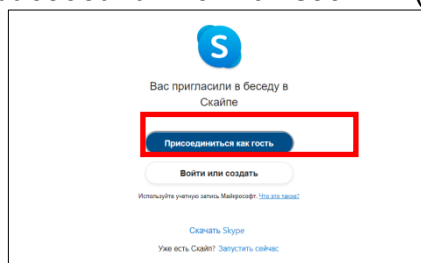 S
Вас пригласили в беседу в
Скайпе
Присоединиться как гость
Войти или создать
Используйте учетную запись Майкрософт. Что это такое?
Скачать Skype
Уже есть Скайп? Запустить сейчас